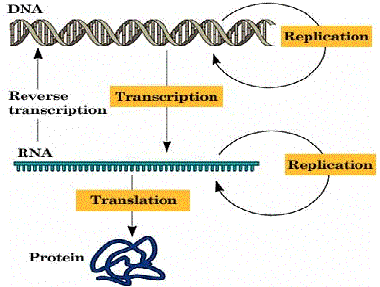 DNA
Replication
Reverse
transcription
Transcription
RNA
Replication
Translation
Protein